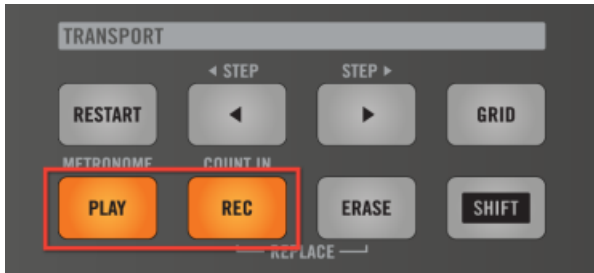 TRANSPORT
◄ STEP STEP ►
RESTART ◄ ► GRID
METRONOME COUNT IN
PLAY REC ERASE SHIFT
REPLACE